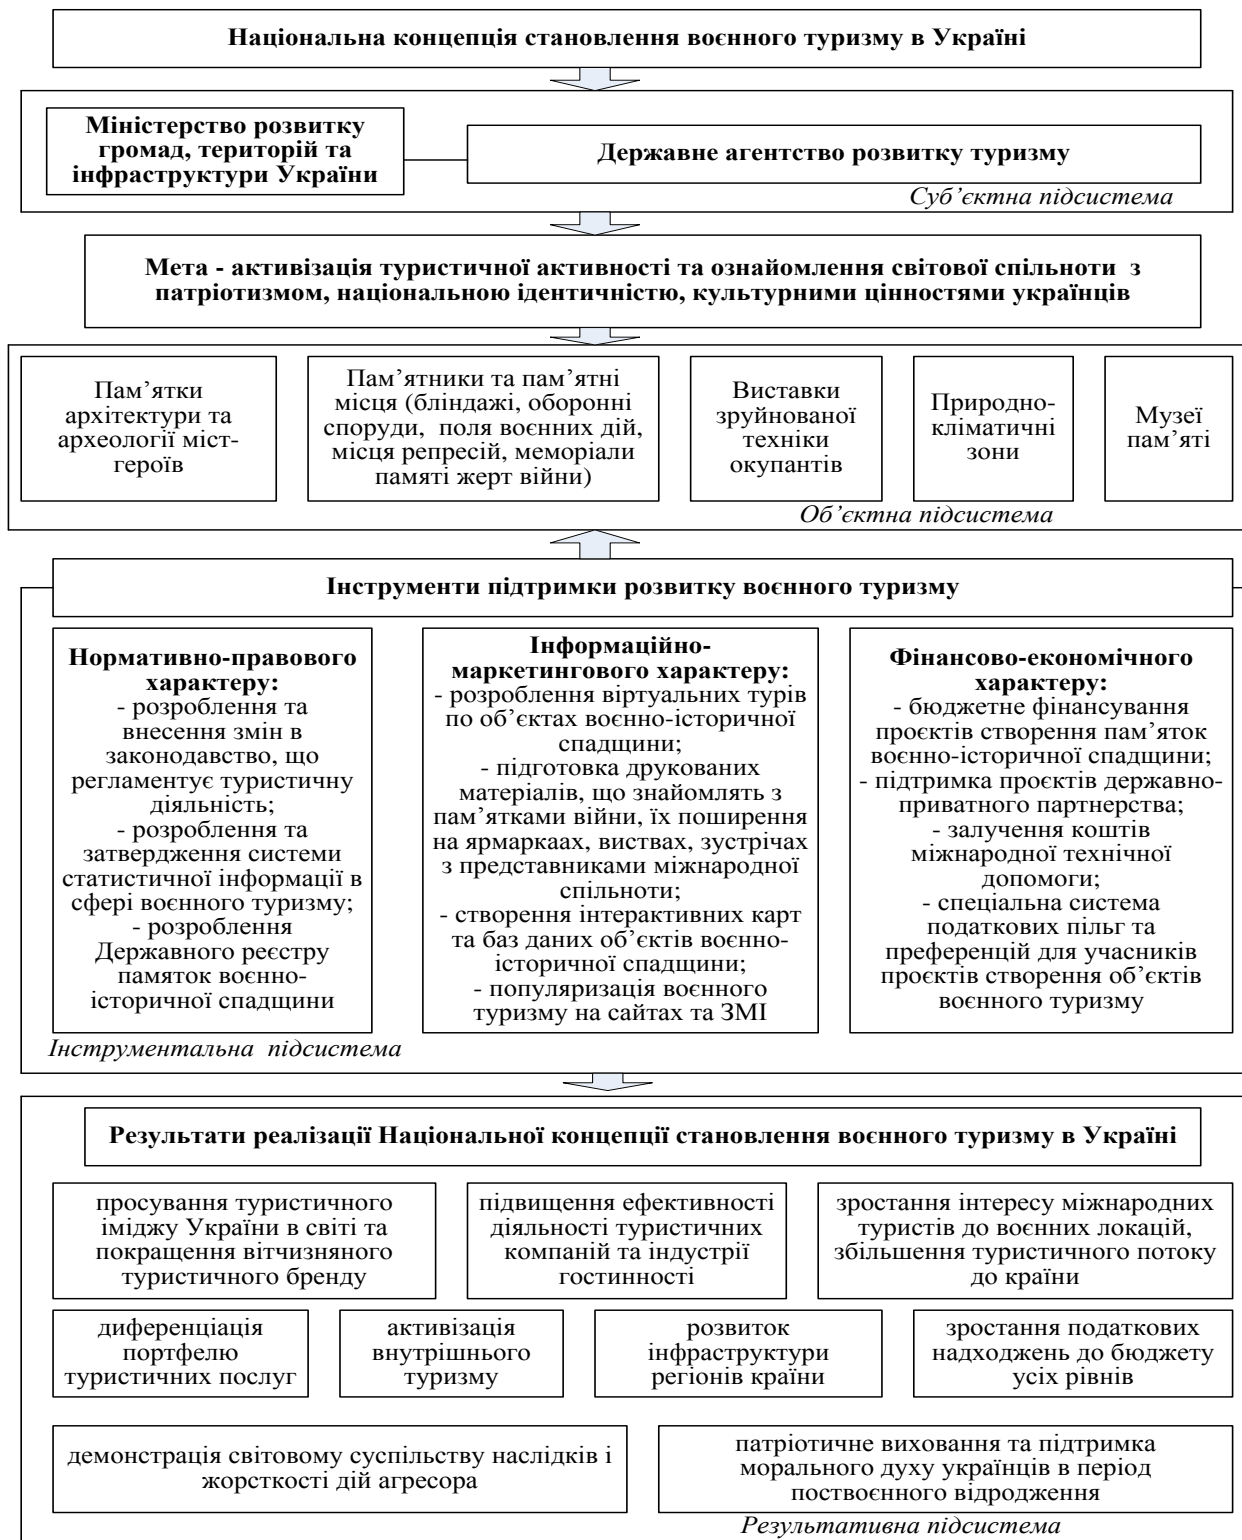 Національна концепція становлення воєнного туризму в Україні
Міністерство розвитку
громад, територій та
інфраструктури України
Державне агентство розвитку туризму
Суб’єктна підсистема
Мета - активізація туристичної активності та ознайомлення світової спільноти з
патріотизмом, національною ідентичністю, культурними цінностями українців
Пам’ятки
архітектури та
археології міст-
героїв
Пам’ятники та пам’ятні
місця (бліндажі, оборонні
споруди, поля воєнних дій,
місця репресій, меморіали
памяті жерт війни)
Виставки
зруйнованої
техніки
окупантів
Природно-
кліматичні
зони
Музеї
пам’яті
Об’єктна підсистема
Інструменти підтримки розвитку воєнного туризму
Нормативно-правового
характеру:
- розроблення та
внесення змін в
законодавство, що
регламентує туристичну
діяльність;
- розроблення та
затвердження системи
статистичної інформації в
сфері воєнного туризму;
- розроблення
Державного реєстру
памяток воєнно-
історичної спадщини
Інформаційно-
маркетингового характеру:
- розроблення віртуальних турів
по об’єктах воєнно-історичної
спадщини;
- підготовка друкованих
матеріалів, що знайомлять з
пам’ятками війни, їх поширення
на ярмаркаах, виствах, зустрічах
з представниками міжнародної
спільноти;
- створення інтерактивних карт
та баз даних об’єктів воєнно-
історичної спадщини;
- популяризація воєнного
туризму на сайтах та ЗМІ
Фінансово-економічного
характеру:
- бюджетне фінансування
проєктів створення пам’яток
воєнно-історичної спадщини;
- підтримка проєктів державно-
приватного партнерства;
- залучення коштів
міжнародної технічної
допомоги;
- спеціальна система
податкових пільг та
преференцій для учасників
проєктів створення об’єктів
воєнного туризму
Інструментальна підсистема
Результати реалізації Національної концепції становлення воєнного туризму в Україні
просування туристичного
іміджу України в світі та
покращення вітчизняного
туристичного бренду
підвищення ефективності
діяльності туристичних
компаній та індустрії
гостинності
зростання інтересу міжнародних
туристів до воєнних локацій,
збільшення туристичного потоку
до країни
диференціація
портфелю
туристичних послуг
активізація
внутрішнього
туризму
розвиток
інфраструктури
регіонів країни
зростання податкових
надходжень до бюджету
усіх рівнів
демонстрація світовому суспільству наслідків і
жорсткості дій агресора
патріотичне виховання та підтримка
морального духу українців в період
поствоєнного відродження
Результативна підсистема